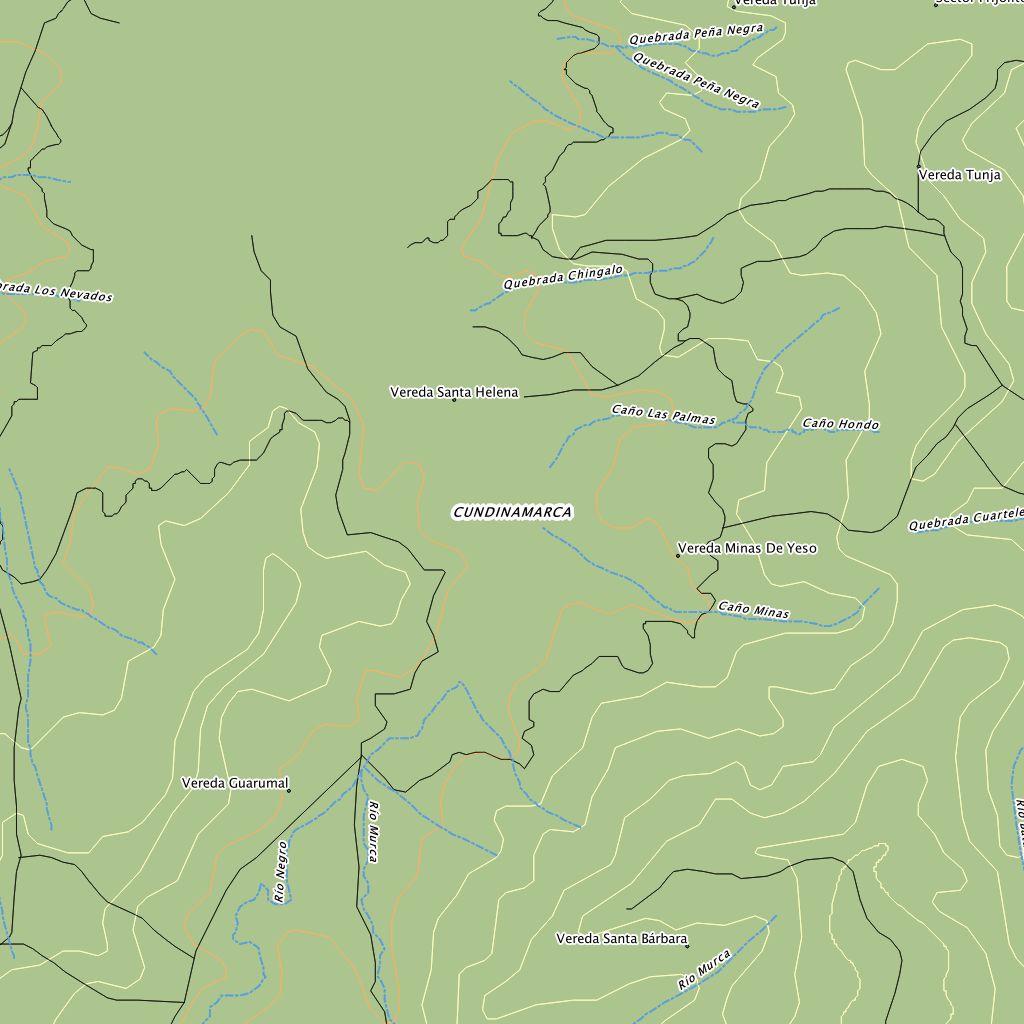 Vereda Tunja
Quebrada Peña Negra
Quebrada Peña Negra
Vereda Tunja
Quebrada Chingalo
Los Nevados
Vereda Santa Helena
Caño Las Palmas
Caño Hondo
CUNDINAMARCA
Vereda Minas De Yeso
Quebrada
Caño Minas
Vereda Guarumal
Río Murca
Río Negro
Vereda Santa Bárbara
Río Murca
Río